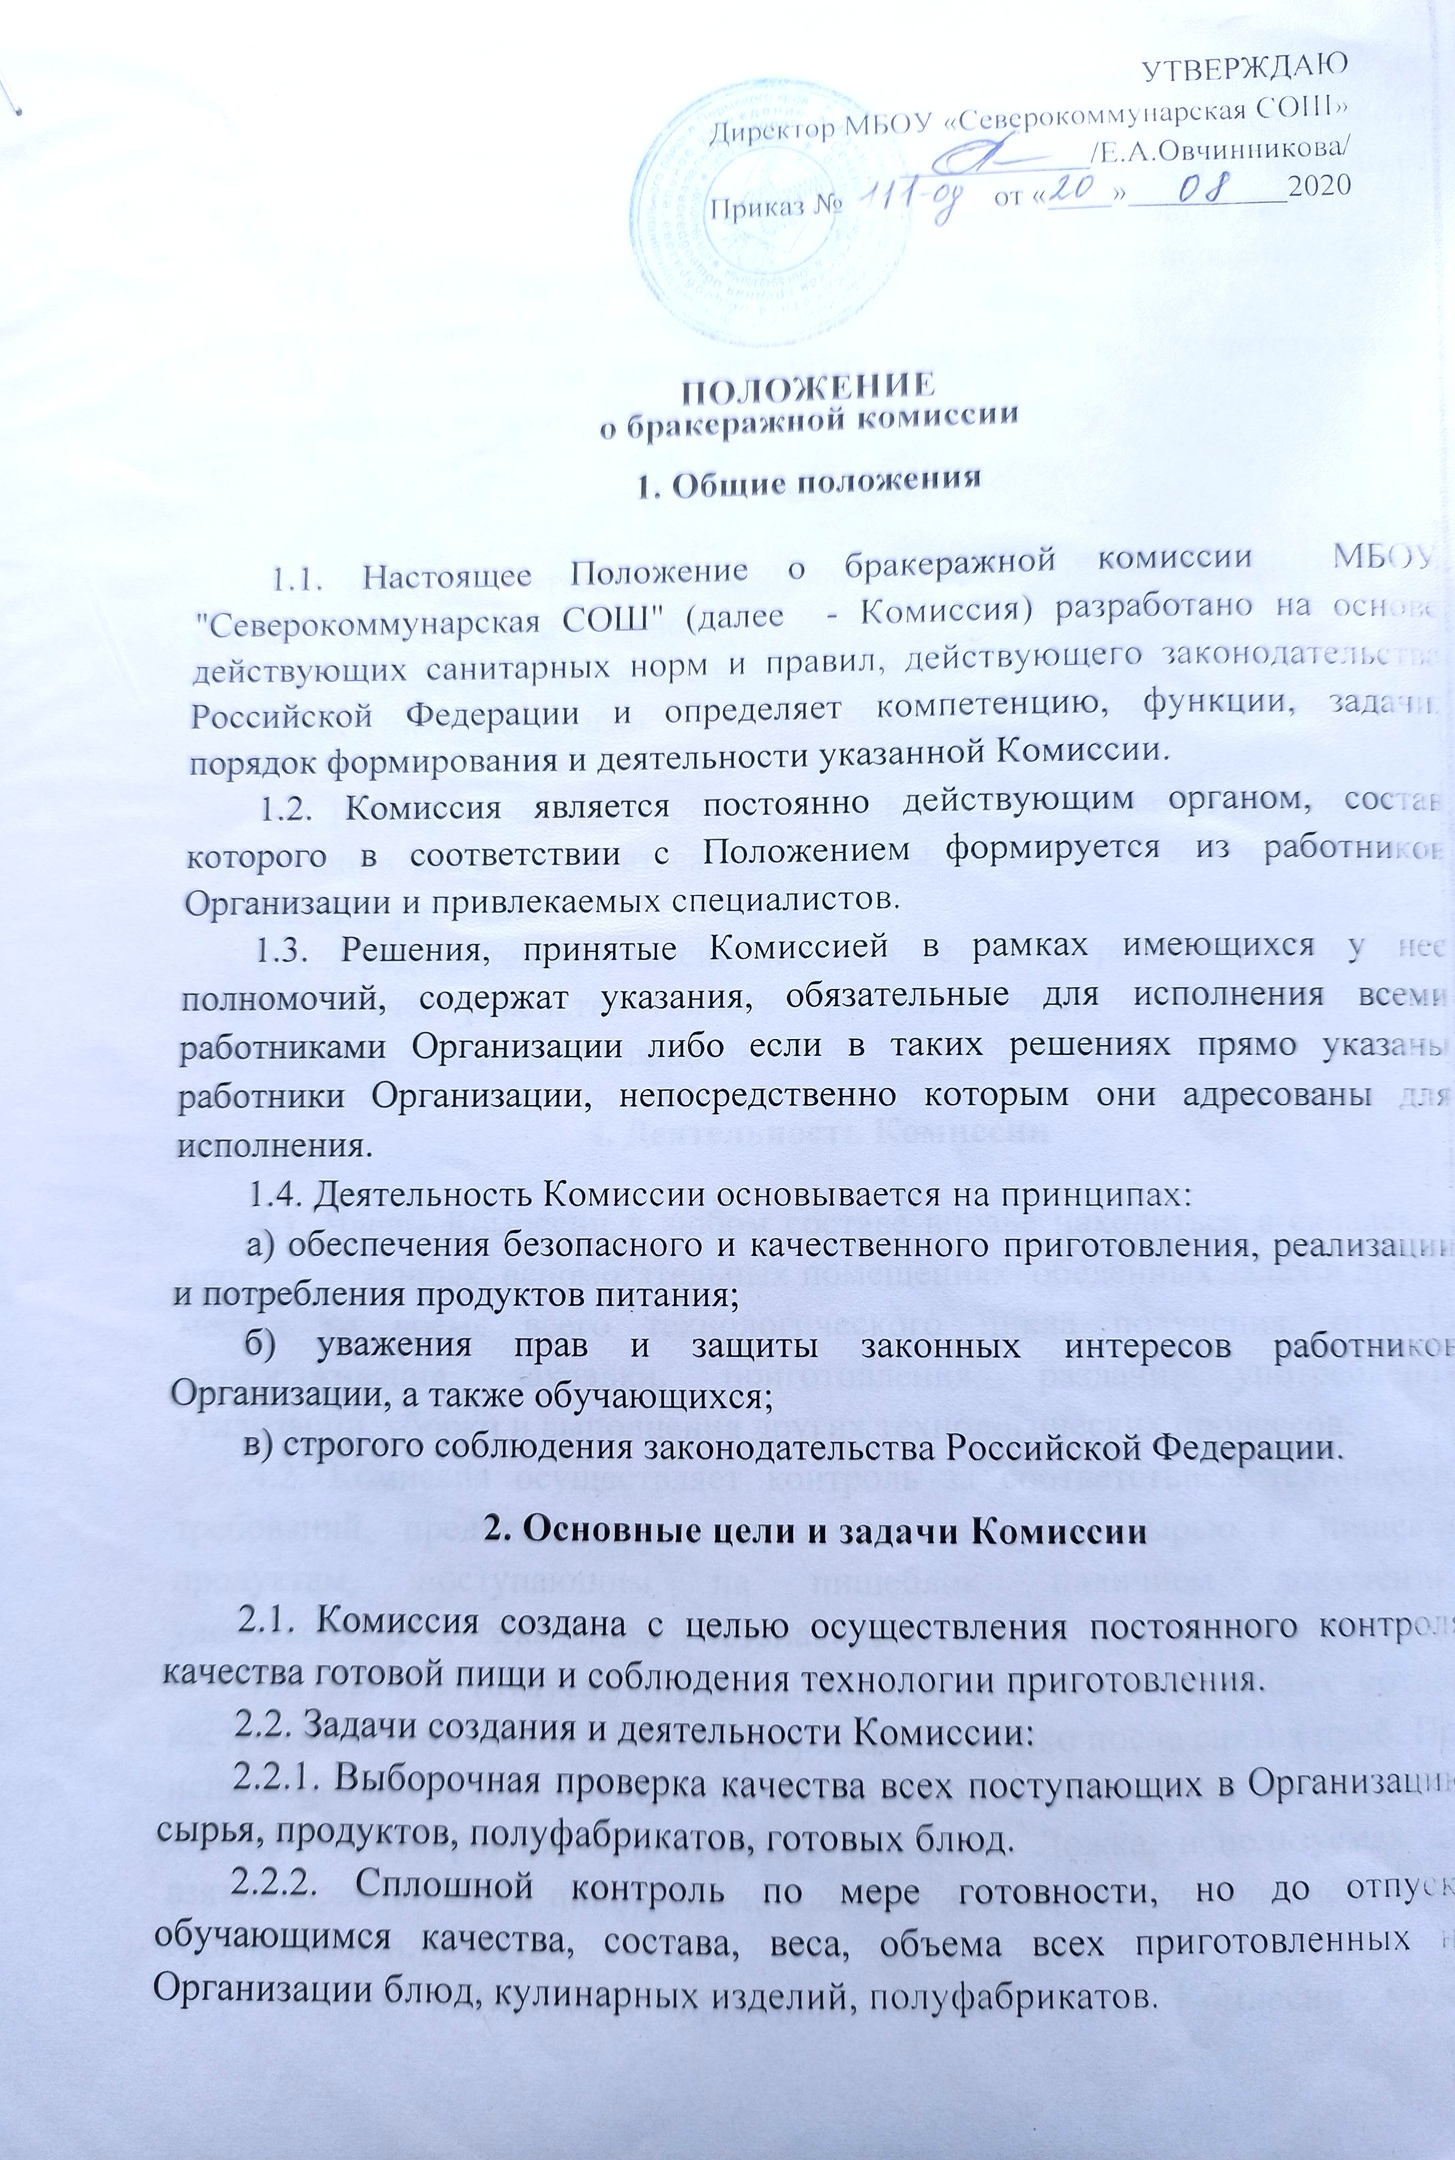 УТВЕРЖДАЮ
Директор МБОУ «Северокоммунарская СОШ»
/Е.А.Овчинникова/
Приказ № 111-од от «20» 08 2020
ПОЛОЖЕНИЕ
о бракеражной комиссии
1. Общие положения
1.1. Настоящее Положение о бракеражной комиссии МБОУ
"Северокоммунарская СОШ" (далее - Комиссия) разработано на основе
действующих санитарных норм и правил, действующего законодательства
Российской Федерации и определяет компетенцию, функции, задачи,
порядок формирования и деятельности указанной Комиссии.
1.2. Комиссия является постоянно действующим органом, состав
которого в соответствии с Положением формируется из работников
Организации и привлекаемых специалистов.
1.3. Решения, принятые Комиссией в рамках имеющихся у нее
полномочий, содержат указания, обязательные для исполнения всеми
работниками Организации либо если в таких решениях прямо указаны
работники Организации, непосредственно которым они адресованы для
исполнения.
1.4. Деятельность Комиссии основывается на принципах:
а) обеспечения безопасного и качественного приготовления, реализации
и потребления продуктов питания;
б) уважения прав и защиты законных интересов работников
Организации, а также обучающихся;
в) строгого соблюдения законодательства Российской Федерации.
2. Основные цели и задачи Комиссии
2.1. Комиссия создана с целью осуществления постоянного контроля
качества готовой пищи и соблюдения технологии приготовления.
2.2. Задачи создания и деятельности Комиссии:
2.2.1. Выборочная проверка качества всех поступающих в Организацию
сырья, продуктов, полуфабрикатов, готовых блюд.
2.2.2. Сплошной контроль по мере готовности, но до отпуск
обучающимся качества, состава, веса, объема всех приготовленных
Организации блюд, кулинарных изделий, полуфабрикатов.